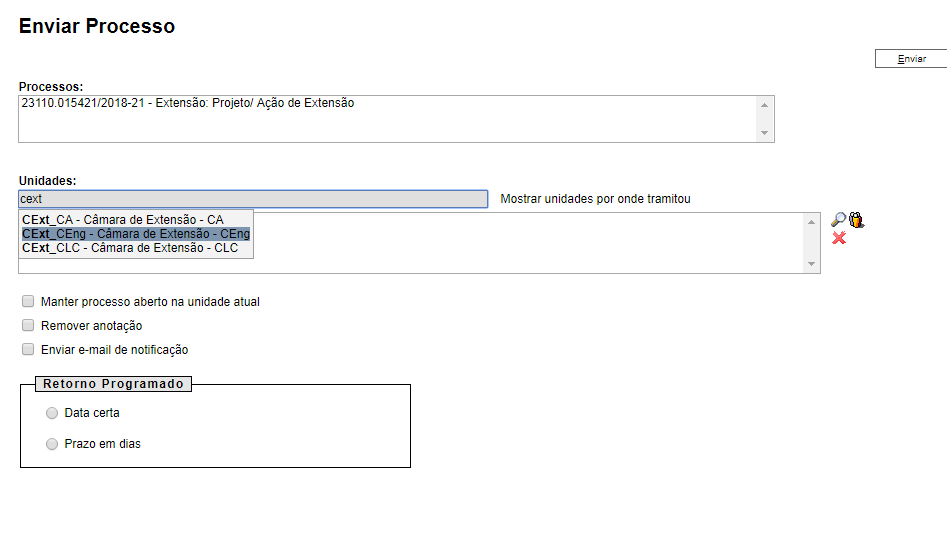 Enviar Processo
Enviar
Processos:
23110.015421/2018-21 - Extensão: Projeto/ Ação de Extensão
Unidades:
cext
Mostrar unidades por onde tramitou
CExt_CA - Câmara de Extensão - CA
CExt_CEng - Câmara de Extensão - CEng
CExt_CLC - Câmara de Extensão - CLC
Manter processo aberto na unidade atual
Remover anotação
Enviar e-mail de notificação
Retorno Programado
Data certa
Prazo em dias